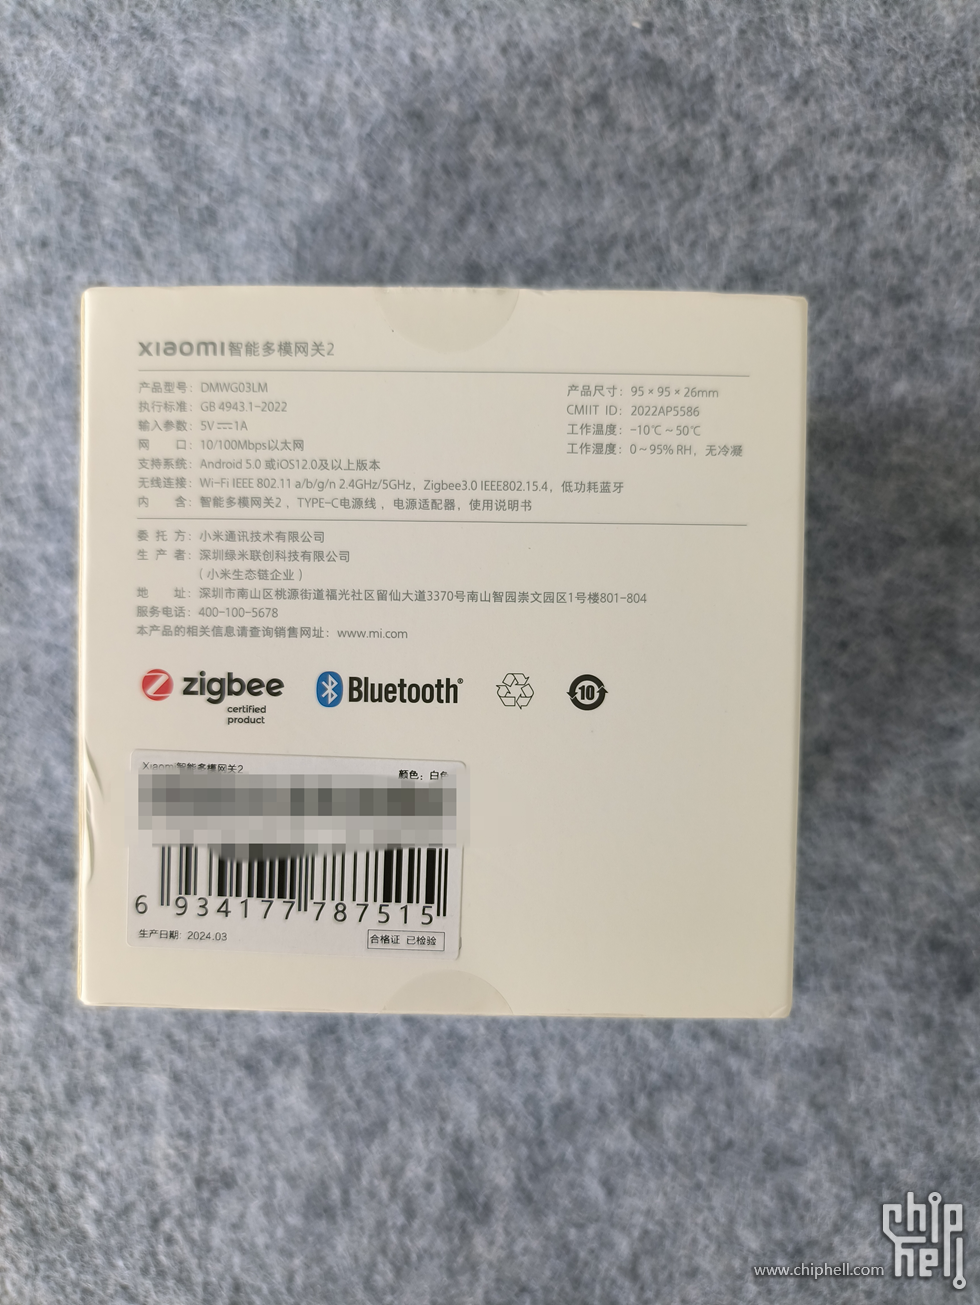 xiaomi智能多模网关2
产品型号：DMWG03LM
执行标准：GB 4943.1-2022
输入参数：5V⎓1A
网 口：10/100Mbps以太网
支持系统：Android 5.0 或iOS12.0及以上版本
无线连接：Wi-Fi IEEE 802.11 a/b/g/n 2.4GHz/5GHz，Zigbee3.0 IEEE802.15.4，低功耗蓝牙
内 含：智能多模网关2 ，TYPE-C电源线 ，电源适配器，使用说明书
产品尺寸：95 × 95 × 26mm
CMIIT ID：2022AP5586
工作温度：-10℃ ~ 50℃
工作湿度：0 ~ 95% RH，无冷凝
委 托 方：小米通讯技术有限公司
生 产 者：深圳绿米联创科技有限公司
（小米生态链企业）
地 址：深圳市南山区桃源街道福光社区留仙大道3370号南山智园崇文园区1号楼801-804
服务电话：400-100-5678
本产品的相关信息请查询销售网址：www.mi.com
zigbee
certified
product
Bluetooth®
10
Xiaomi智能多模网关2
颜色：白色
6 934177 787515
生产日期：2024.03
合格证 已检验
chip
hell
www.chiphell.com